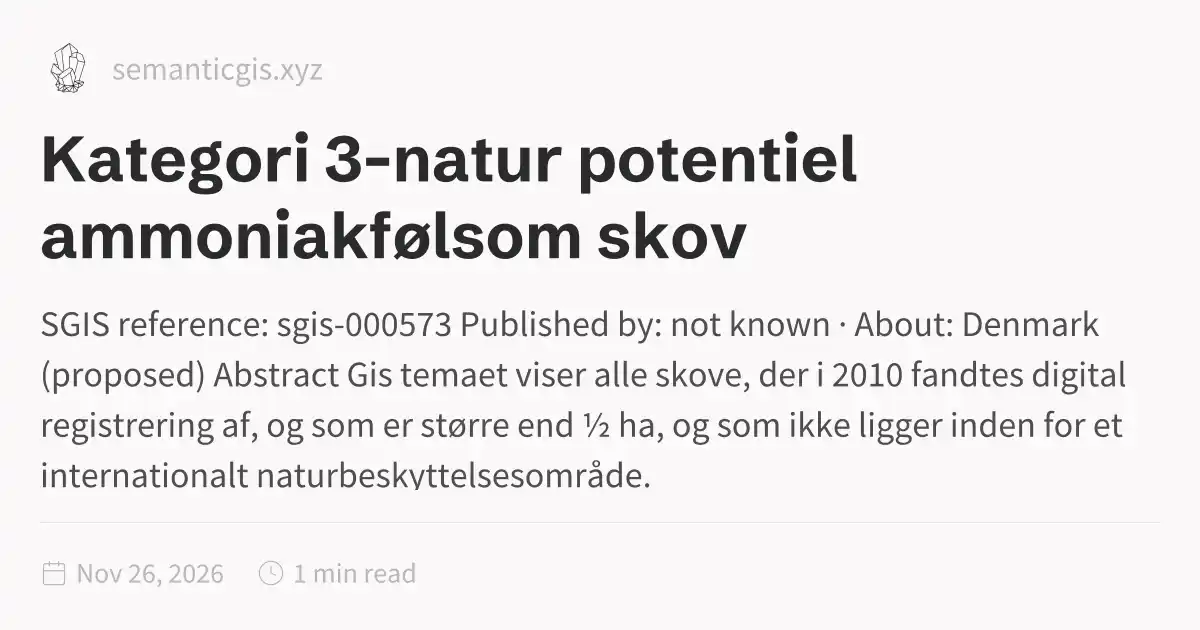 semanticgis.xyz
Kategori 3-natur potentiel
ammoniakfølsom skov
SGIS reference: sgis-000573 Published by: not known · About: Denmark
(proposed) Abstract Gis temaet viser alle skove, der i 2010 fandtes digital
registrering af, og som er større end ½ ha, og som ikke ligger inden for et
internationalt naturbeskyttelsesområde.
Nov 26, 2026 1 min read